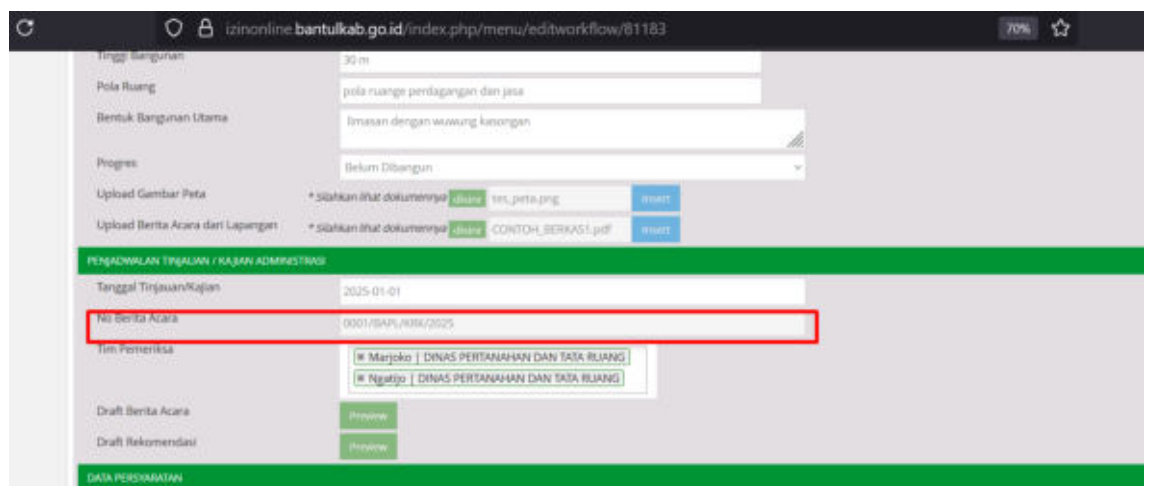 izinonline.bantulkab.go.id/index.php/menu/editworkflow/81183 70%
Tinggi Bangunan 30 m
Pola Ruang pola ruange perdagangan dan jasa
Bentuk Bangunan Utama limasan dengan wuwung kasongan
Progres Belum Dibangun
Upload Gambar Peta * Silahkan lihat dokumennya disini tes_peta.png Insert
Upload Berita Acara dari Lapangan * Silahkan lihat dokumennya disini CONTOH_BERKAS1.pdf Insert
PENJADWALAN TINJAUAN / KAJIAN ADMINISTRASI
Tanggal Tinjauan/Kajian 2025-01-01
No Berita Acara 0001/BAPL/KRK/2025
Tim Pemeriksa × Marjoko | DINAS PERTANAHAN DAN TATA RUANG
× Ngatijo | DINAS PERTANAHAN DAN TATA RUANG
Draft Berita Acara Preview
Draft Rekomendasi Preview
DATA PERSYARATAN